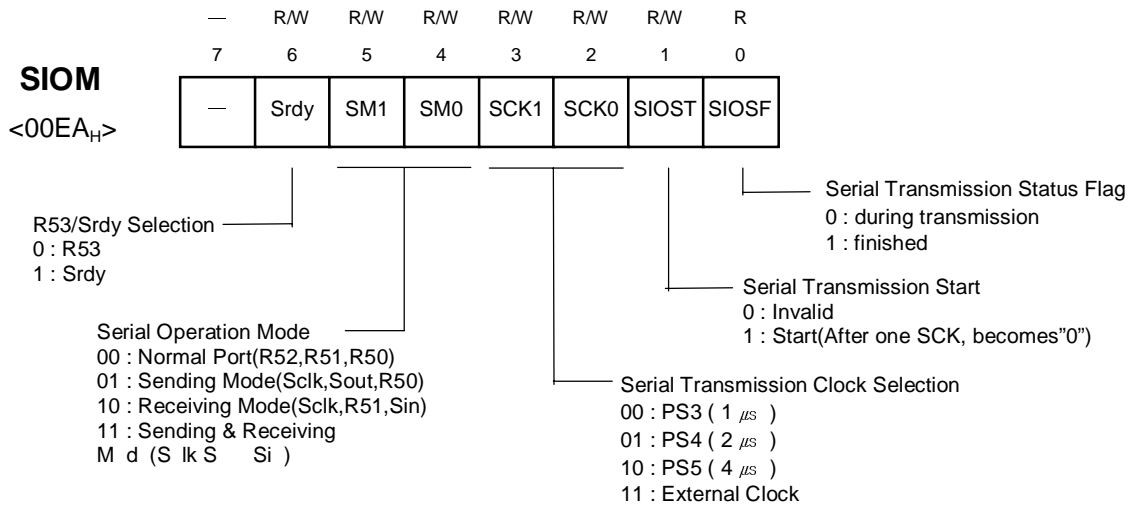 — R/W R/W R/W R/W R/W R/W R
7 6 5 4 3 2 1 0
SIOM
<00EAH>
— Srdy SM1 SM0 SCK1 SCK0 SIOST SIOSF
Serial Transmission Status Flag
0 : during transmission
1 : finished
R53/Srdy Selection
0 : R53
1 : Srdy
Serial Transmission Start
0 : Invalid
1 : Start(After one SCK, becomes”0”)
Serial Operation Mode
00 : Normal Port(R52,R51,R50)
01 : Sending Mode(Sclk,Sout,R50)
10 : Receiving Mode(Sclk,R51,Sin)
11 : Sending & Receiving
M d (S lk S Si )
Serial Transmission Clock Selection
00 : PS3 ( 1 ㎲ )
01 : PS4 ( 2 ㎲ )
10 : PS5 ( 4 ㎲ )
11 : External Clock